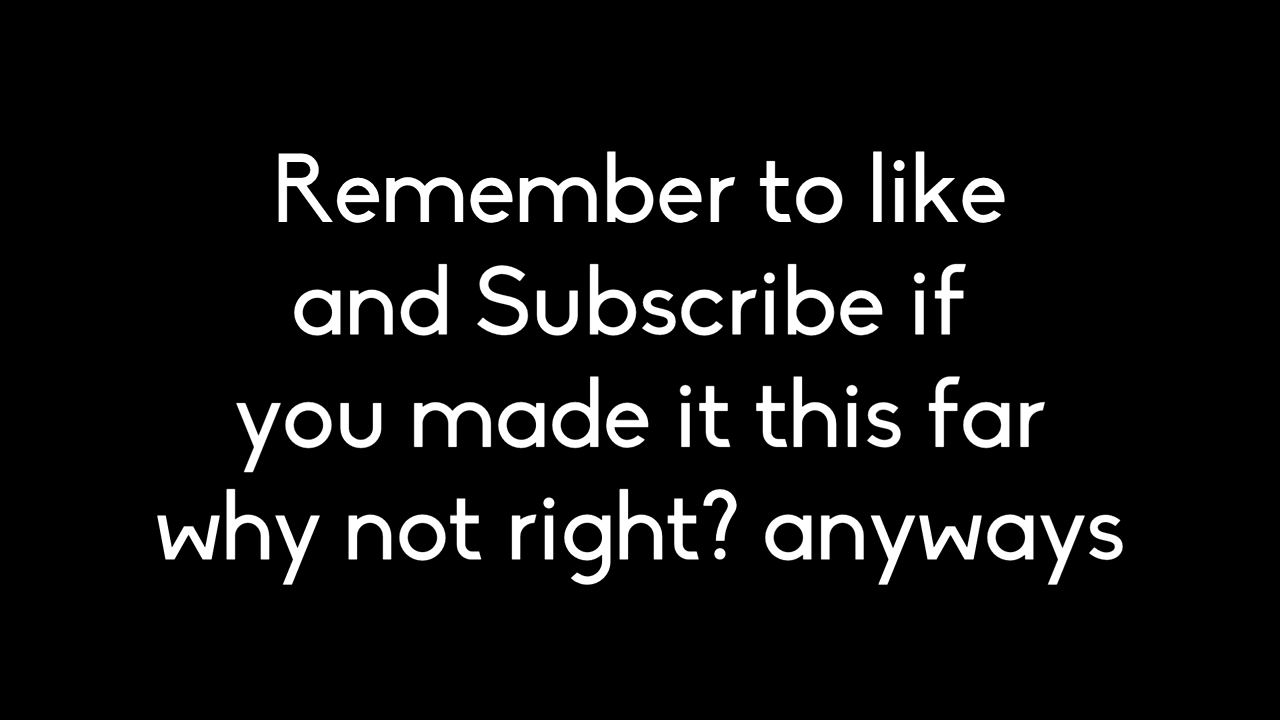 Remember to like
and Subscribe if
you made it this far
why not right? anyways